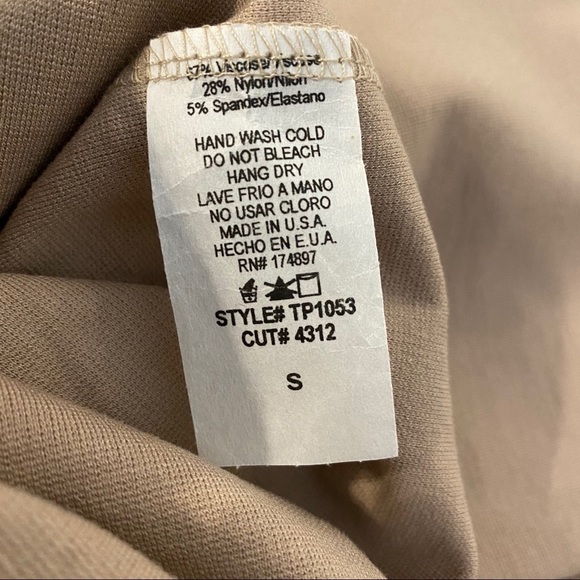 28% Nylon/Nilon
5% Spandex/Elastano
HAND WASH COLD
DO NOT BLEACH
HANG DRY
LAVE FRIO A MANO
NO USAR CLORO
MADE IN U.S.A.
HECHO EN E.U.A.
RN# 174897
STYLE# TP1053
CUT# 4312
S